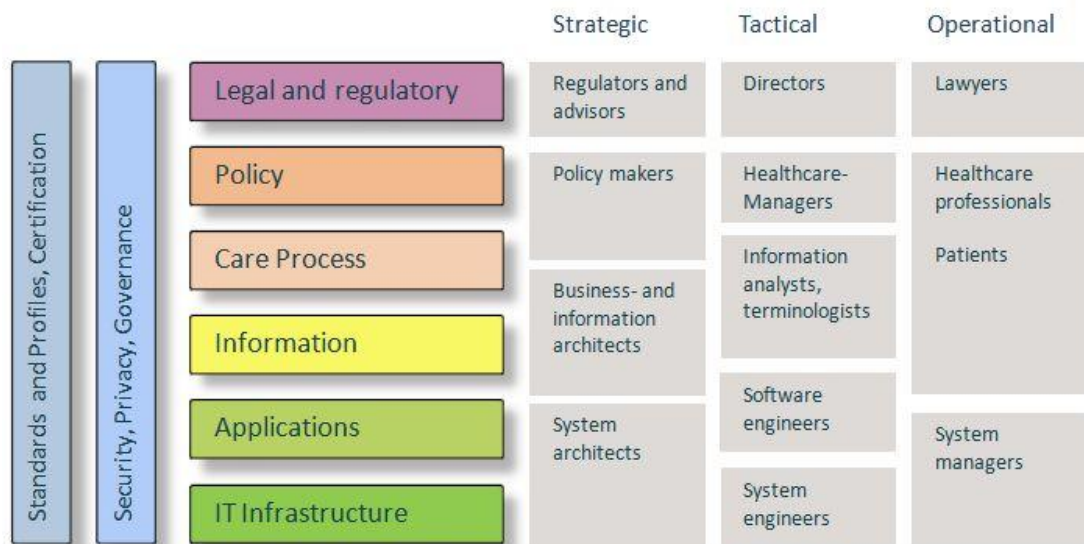 Strategic
Tactical
Operational
Standards and Profiles, Certification
Security, Privacy, Governance
Legal and regulatory
Regulators and
advisors
Directors
Lawyers
Policy
Policy makers
Healthcare-
Managers
Healthcare
professionals
Patients
Care Process
Business- and
information
architects
Information
analysts,
terminologists
Information
Applications
System
architects
Software
engineers
System
managers
IT Infrastructure
System
engineers